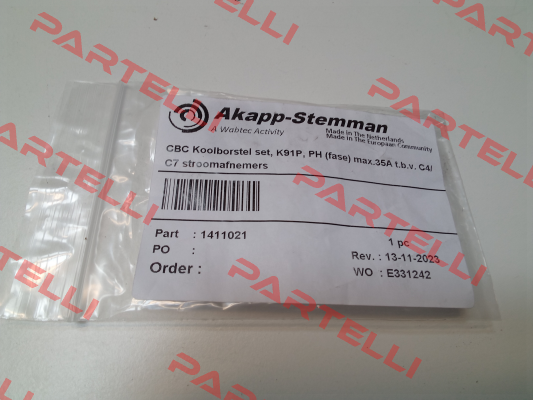 Akapp-Stemman
A Wabtec Activity
Made in The Netherlands
Made in The European Community
CBC Koolborstel set, K91P, PH (fase) max.35A t.b.v. C4/
C7 stroomafnemers
Part : 1411021
1 pc
PO :
Rev. : 13-11-2023
Order :
WO : E331242
PARTELLI
PARTELLI
PARTELLI
PARTELLI
PARTELLI
PARTELLI